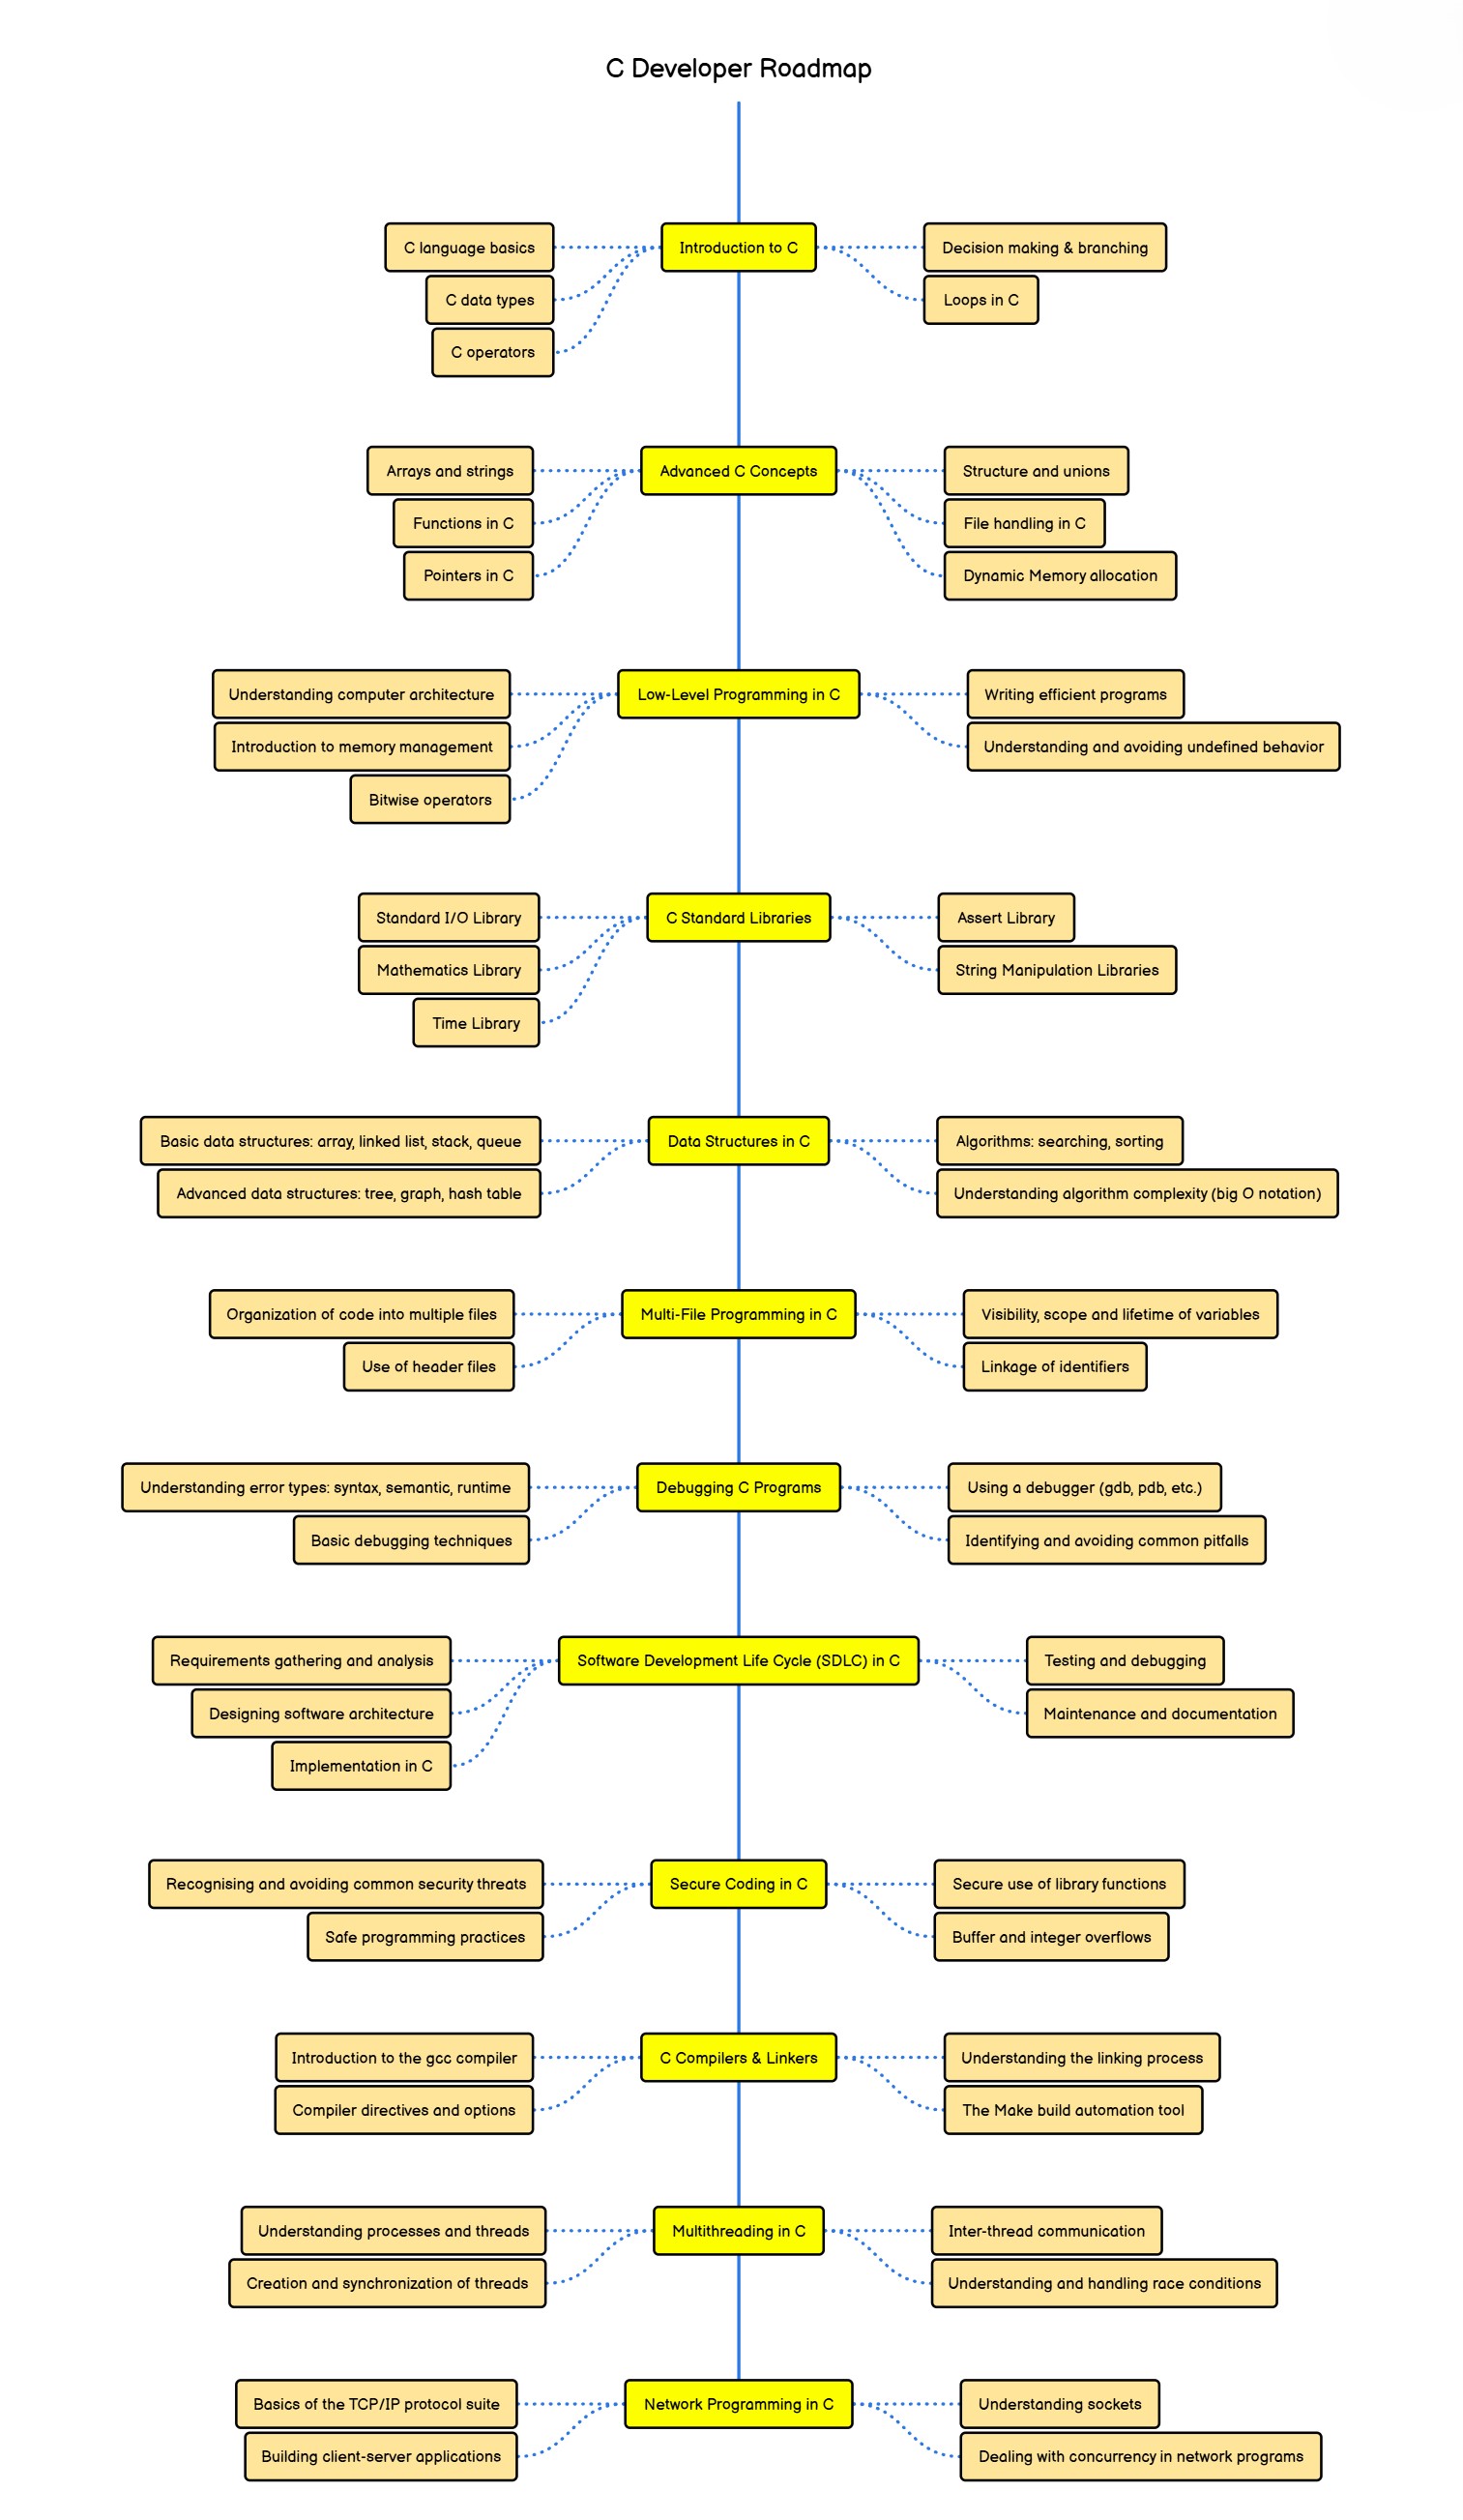 C Developer Roadmap
Introduction to C
C language basics
C data types
C operators
Decision making & branching
Loops in C
Advanced C Concepts
Arrays and strings
Functions in C
Pointers in C
Structure and unions
File handling in C
Dynamic Memory allocation
Low-Level Programming in C
Understanding computer architecture
Introduction to memory management
Bitwise operators
Writing efficient programs
Understanding and avoiding undefined behavior
C Standard Libraries
Standard I/O Library
Mathematics Library
Time Library
Assert Library
String Manipulation Libraries
Data Structures in C
Basic data structures: array, linked list, stack, queue
Advanced data structures: tree, graph, hash table
Algorithms: searching, sorting
Understanding algorithm complexity (big O notation)
Multi-File Programming in C
Organization of code into multiple files
Use of header files
Visibility, scope and lifetime of variables
Linkage of identifiers
Debugging C Programs
Understanding error types: syntax, semantic, runtime
Basic debugging techniques
Using a debugger (gdb, pdb, etc.)
Identifying and avoiding common pitfalls
Software Development Life Cycle (SDLC) in C
Requirements gathering and analysis
Designing software architecture
Implementation in C
Testing and debugging
Maintenance and documentation
Secure Coding in C
Recognising and avoiding common security threats
Safe programming practices
Secure use of library functions
Buffer and integer overflows
C Compilers & Linkers
Introduction to the gcc compiler
Compiler directives and options
Understanding the linking process
The Make build automation tool
Multithreading in C
Understanding processes and threads
Creation and synchronization of threads
Inter-thread communication
Understanding and handling race conditions
Network Programming in C
Basics of the TCP/IP protocol suite
Building client-server applications
Understanding sockets
Dealing with concurrency in network programs